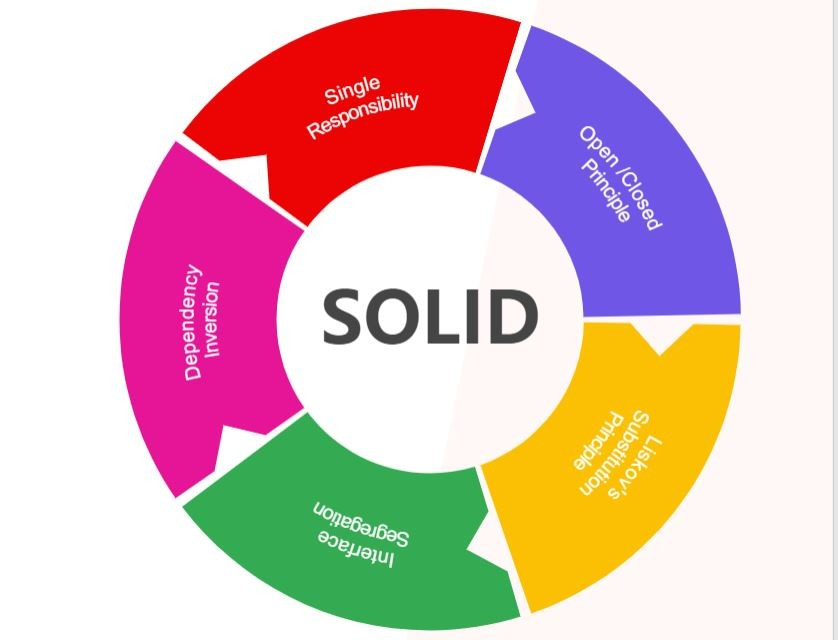 Single
Responsibility
Open /Closed
Principle
Liskov's
Substitution
Principle
Interface
Segregation
Dependency
Inversion
SOLID